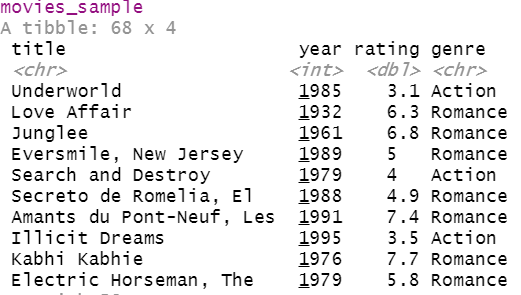 movies_sample
A tibble: 68 x 4
title year rating genre
<chr> <int> <dbl> <chr>
Underworld 1985 3.1 Action
Love Affair 1932 6.3 Romance
Junglee 1961 6.8 Romance
Eversmile, New Jersey 1989 5 Romance
Search and Destroy 1979 4 Action
Secreto de Romelia, El 1988 4.9 Romance
Amants du Pont-Neuf, Les 1991 7.4 Romance
Illicit Dreams 1995 3.5 Action
Kabhi Kabhie 1976 7.7 Romance
Electric Horseman, The 1979 5.8 Romance